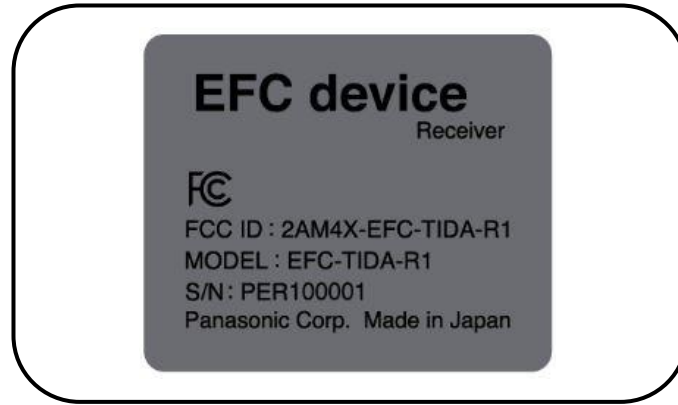 EFC device
Receiver
FC
FCC ID : 2AM4X-EFC-TIDA-R1
MODEL : EFC-TIDA-R1
S/N : PER100001
Panasonic Corp. Made in Japan